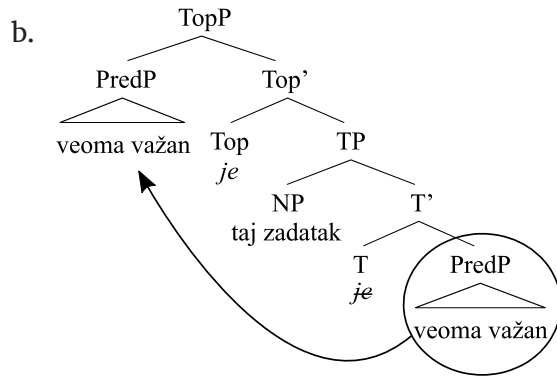 b.
TopP
PredP Top’
veoma važan Top TP
je
NP T’
taj zadatak
T PredP
je
veoma važan